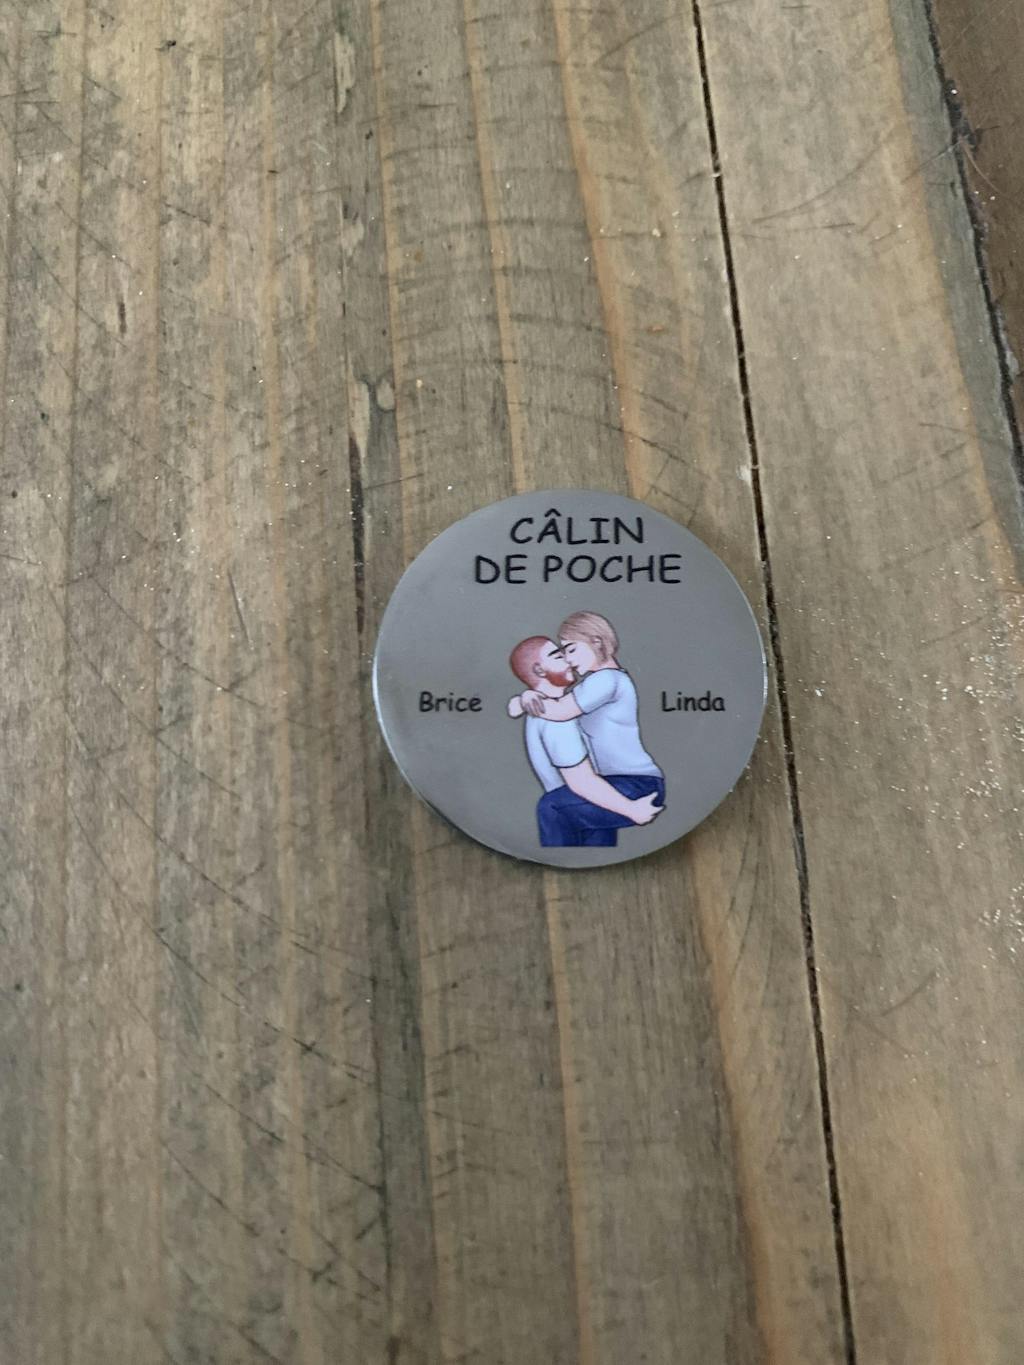 CÂLIN
DE POCHE
Brice
Linda